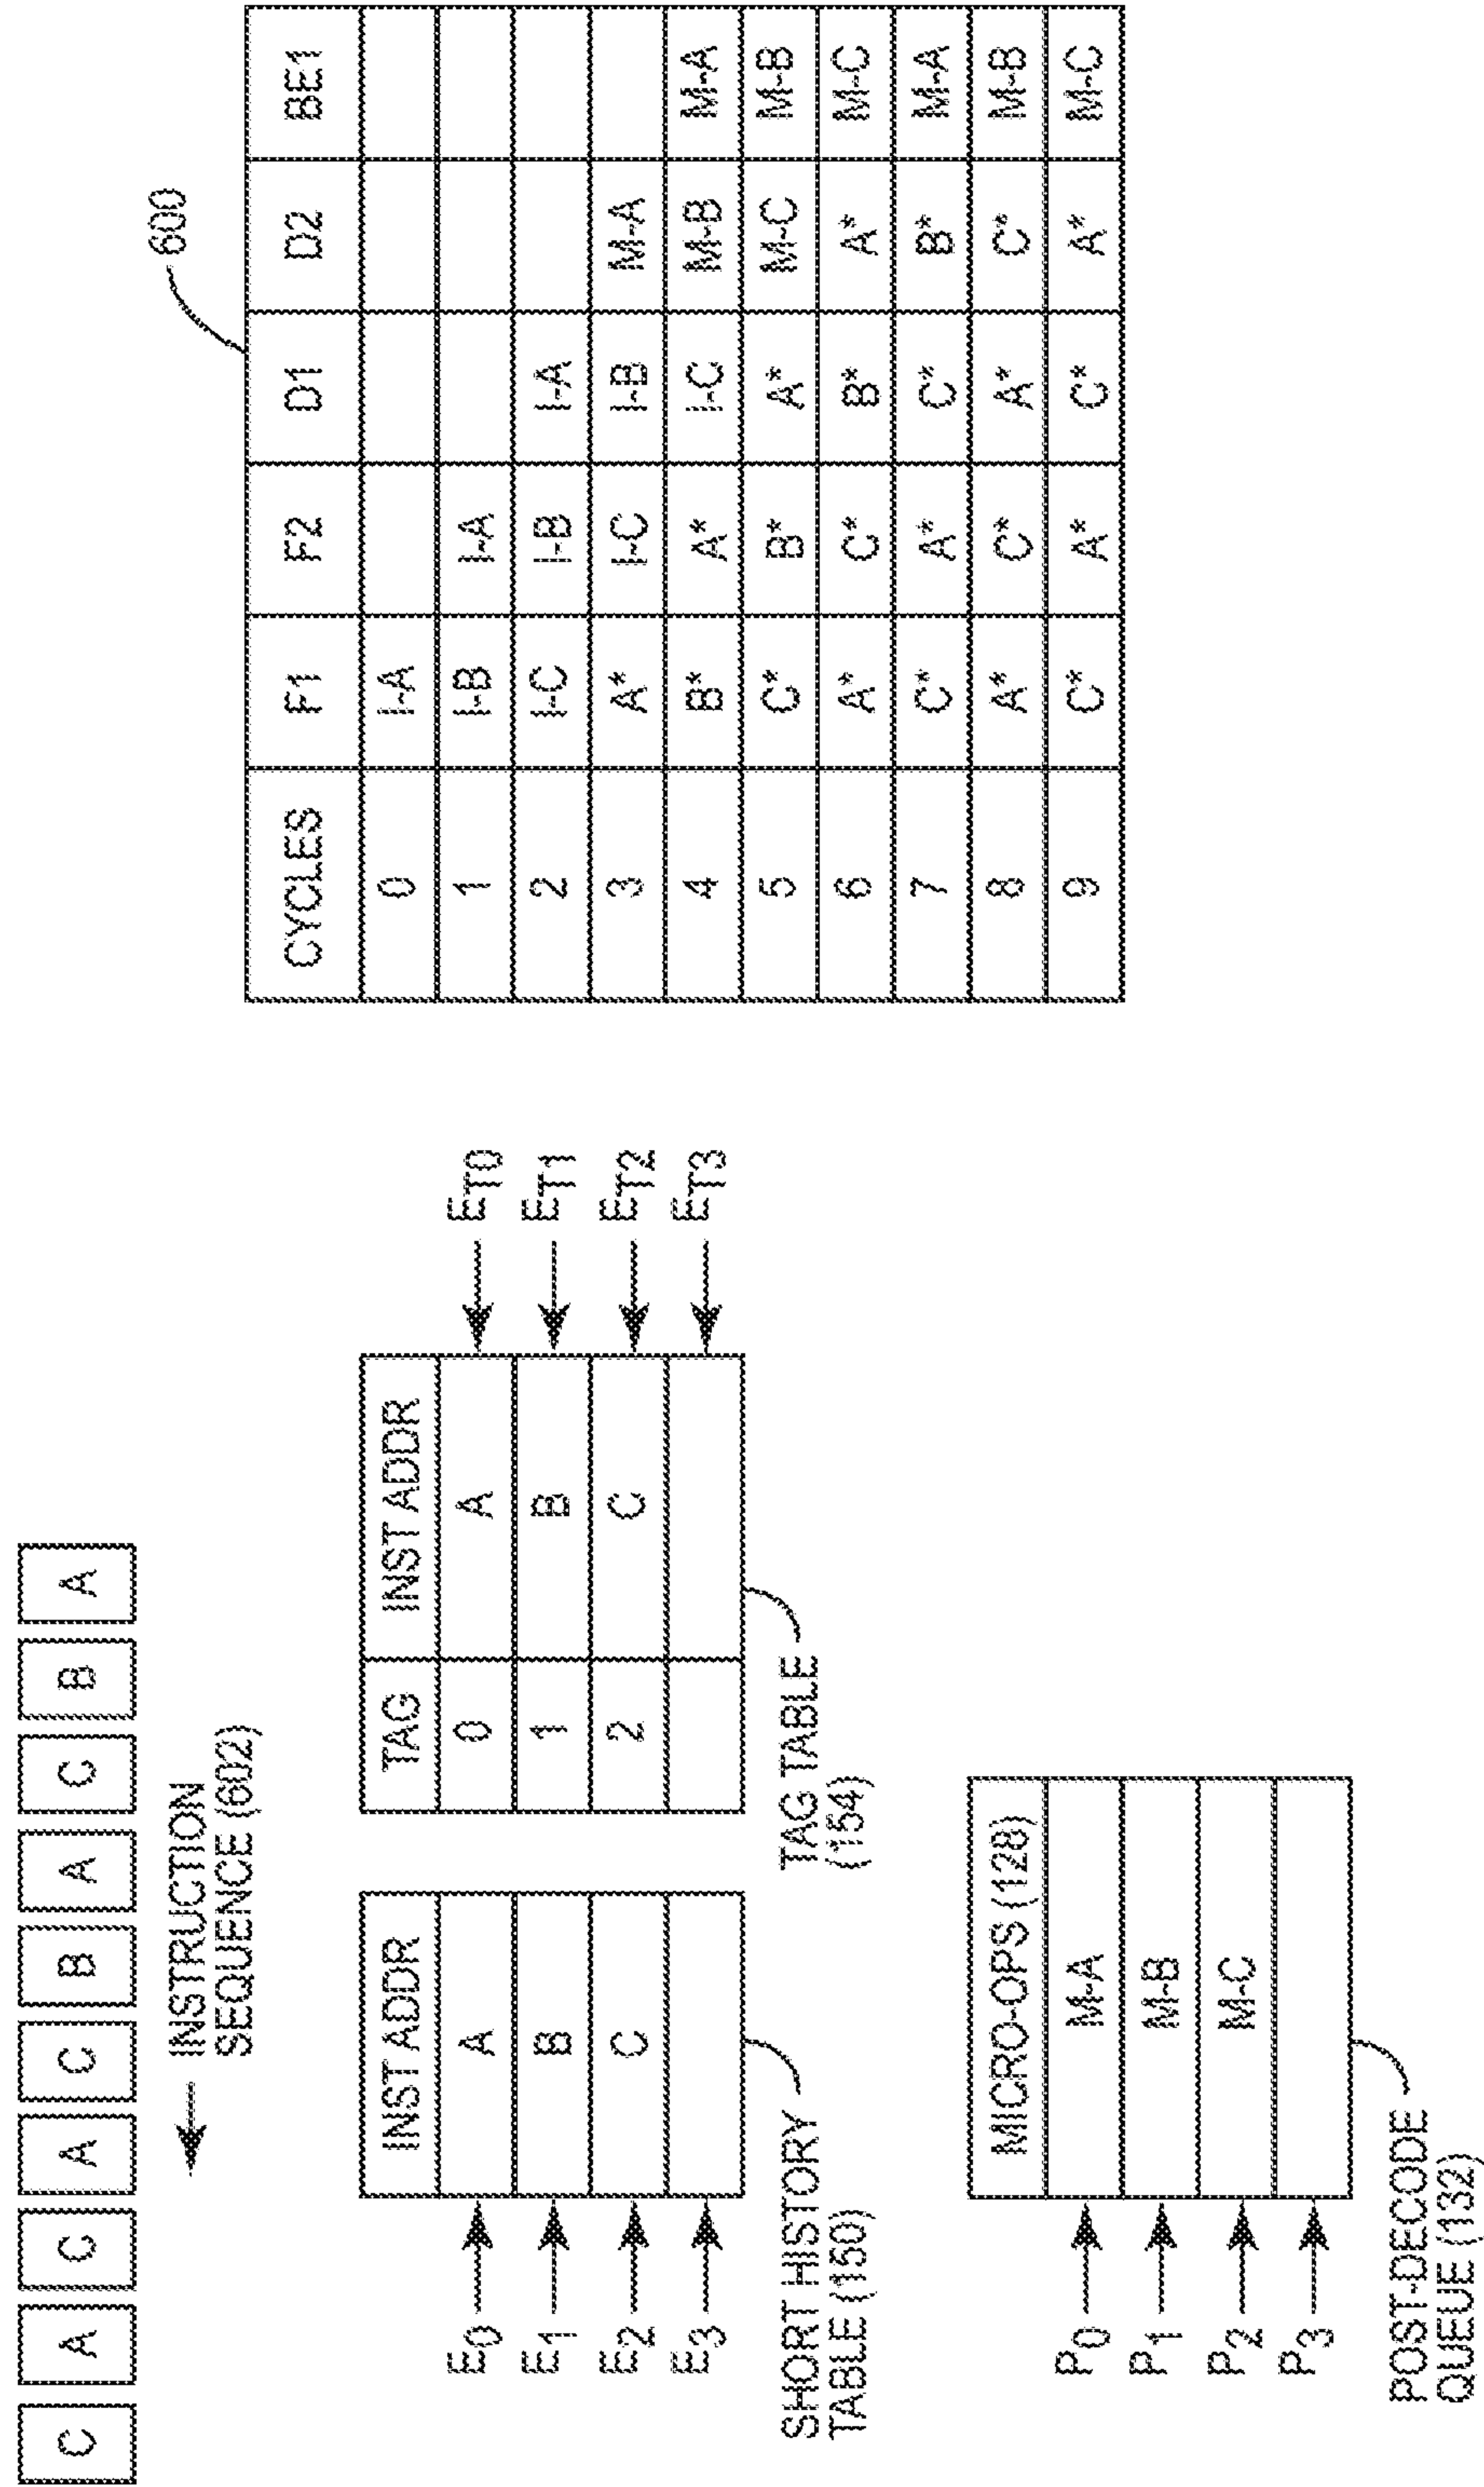 C A C A C B A C B A
INSTRUCTION
SEQUENCE (602)
INST ADDR
E0 A
E1 B
E2 C
E3
SHORT HISTORY
TABLE (150)
TAG INST ADDR
0 A ET0
1 B ET1
2 C ET2
ET3
TAG TABLE
(154)
MICRO-OPS (128)
P0 M-A
P1 M-B
P2 M-C
P3
POST-DECODE
QUEUE (132)
600
CYCLES F1 F2 D1 D2 BE1
0 I-A
1 I-B I-A
2 I-C I-B I-A
3 A* I-C I-B M-A
4 B* A* I-C M-B M-A
5 C* B* A* M-C M-B
6 A* C* B* A* M-C
7 C* A* C* B* M-A
8 A* C* A* C* M-B
9 C* A* C* A* M-C